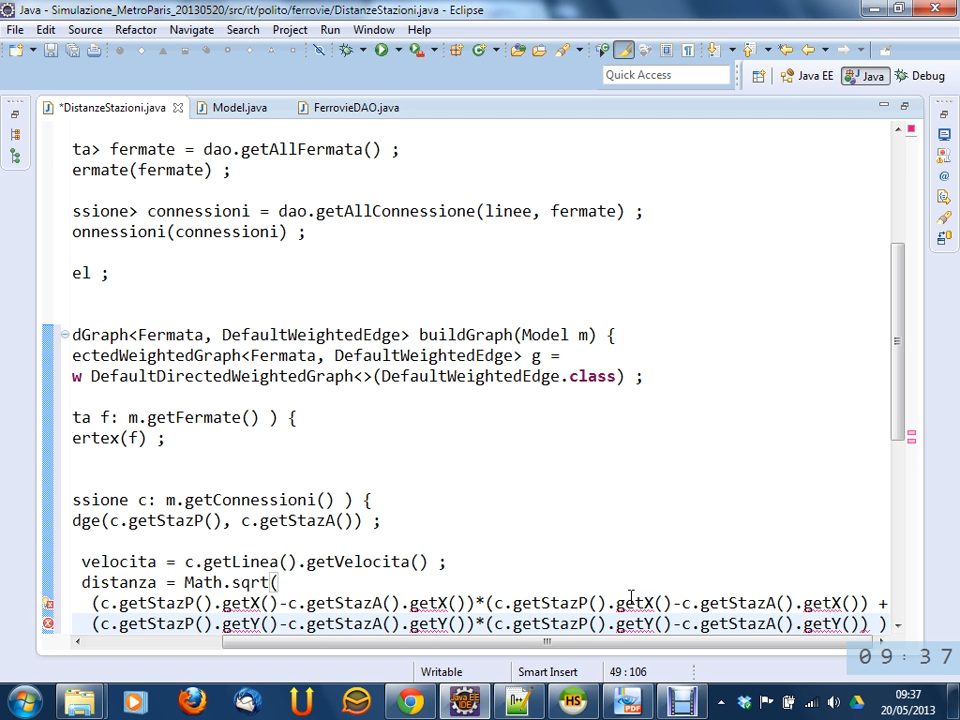 Java - Simulazione_MetroParis_20130520/src/it/polito/ferrovie/DistanzeStazioni.java - Eclipse
File Edit Source Refactor Navigate Search Project Run Window Help
Quick Access
Java EE Java Debug
*DistanzeStazioni.java Model.java FerrovieDAO.java
ta> fermate = dao.getAllFermata() ;
ermate(fermate) ;
ssione> connessioni = dao.getAllConnessione(linee, fermate) ;
onnessioni(connessioni) ;
el ;
dGraph<Fermata, DefaultWeightedEdge> buildGraph(Model m) {
ectedWeightedGraph<Fermata, DefaultWeightedEdge> g =
w DefaultDirectedWeightedGraph<>(DefaultWeightedEdge.class) ;
ta f: m.getFermate() ) {
ertex(f) ;
ssione c: m.getConnessioni() ) {
dge(c.getStazP(), c.getStazA()) ;
velocita = c.getLinea().getVelocita() ;
distanza = Math.sqrt(
(c.getStazP().getX()-c.getStazA().getX())*(c.getStazP().getX()-c.getStazA().getX()) +
(c.getStazP().getY()-c.getStazA().getY())*(c.getStazP().getY()-c.getStazA().getY()) )
Writable Smart Insert 49 : 106
09:37
09:37
20/05/2013